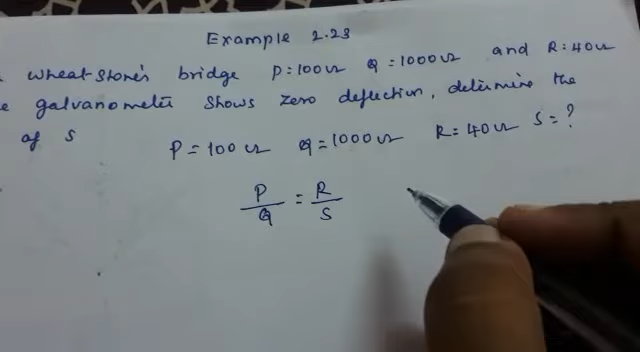 Example 2.23
wheat-stone's bridge P=100Ω Q=1000Ω and R=40Ω
e galvanometer shows zero deflection, determine the
of S
P=100Ω Q=1000Ω R=40Ω S=?
P/Q = R/S